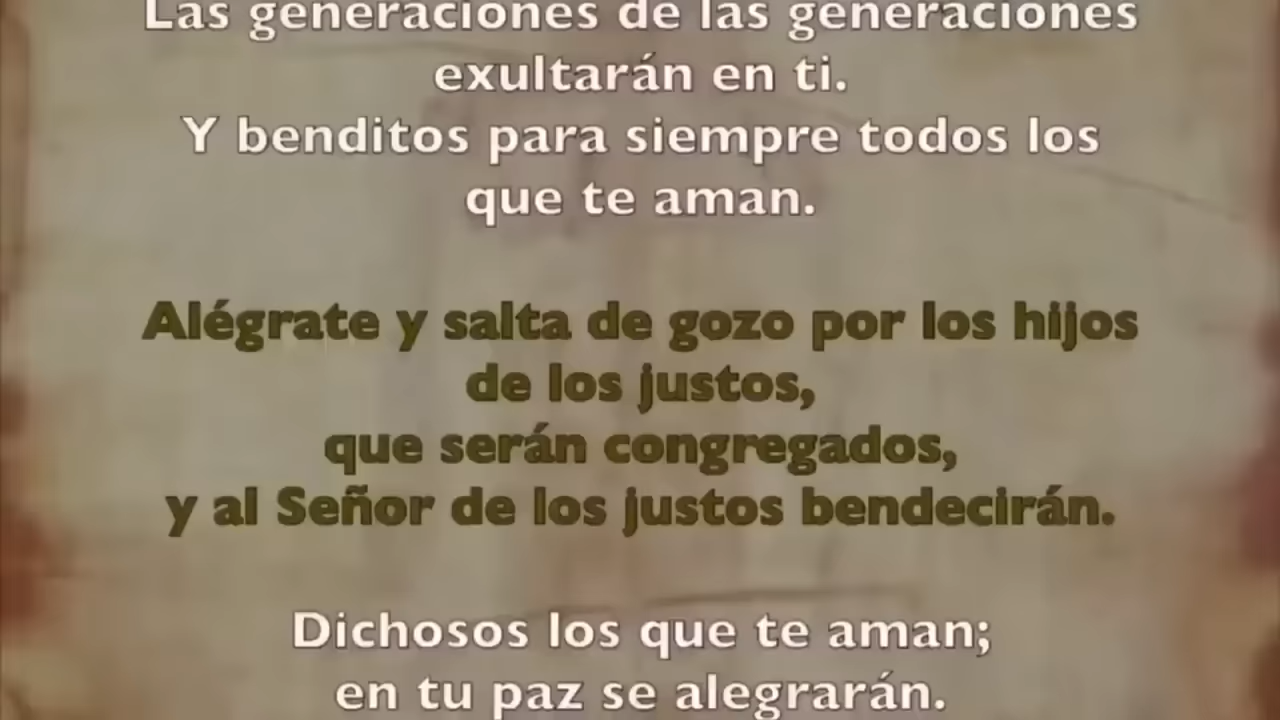 Las generaciones de las generaciones
exultarán en ti.
Y benditos para siempre todos los
que te aman.
Alégrate y salta de gozo por los hijos
de los justos,
que serán congregados,
y al Señor de los justos bendecirán.
Dichosos los que te aman;
en tu paz se alegrarán.